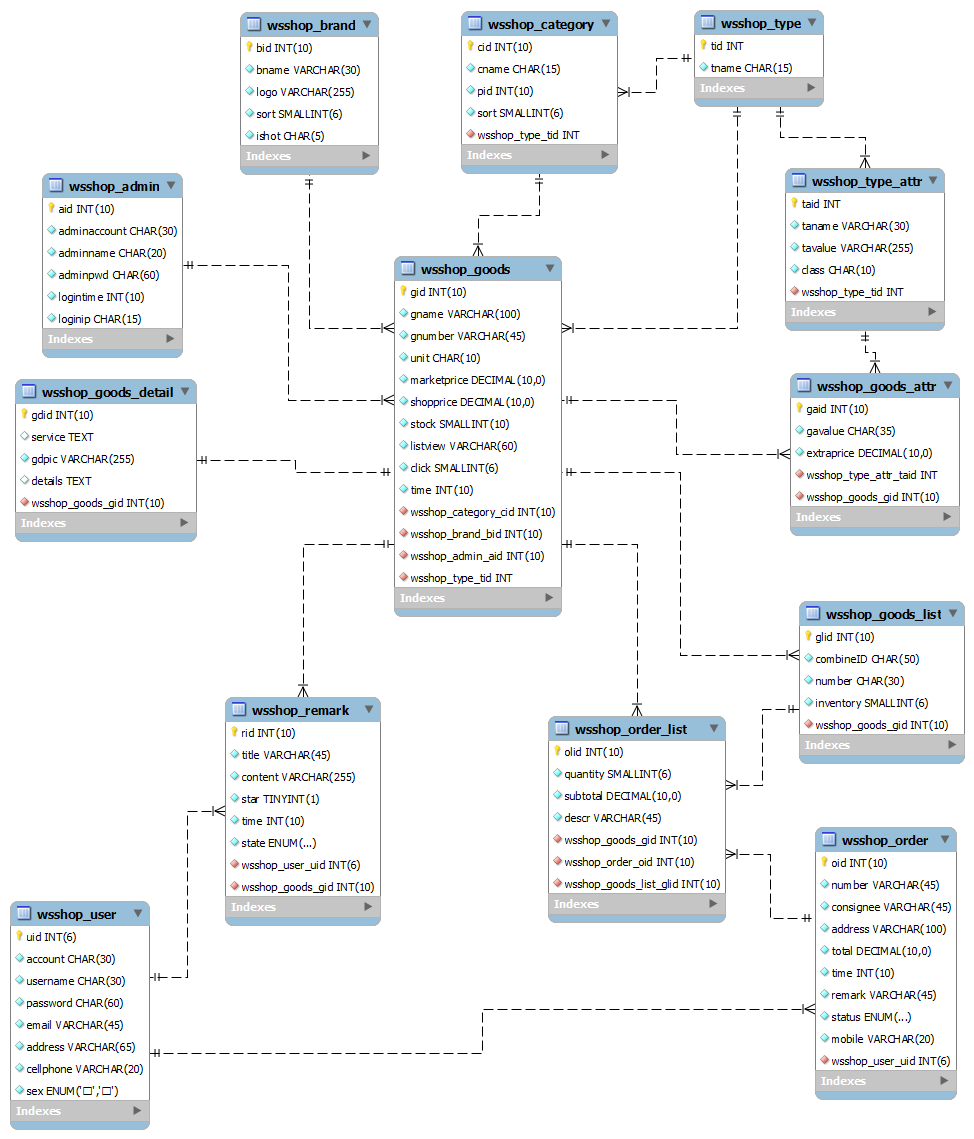 wsshop_brand
bid INT(10)
bname VARCHAR(30)
logo VARCHAR(255)
sort SMALLINT(6)
ishot CHAR(5)
Indexes
wsshop_category
cid INT(10)
cname CHAR(15)
pid INT(10)
sort SMALLINT(6)
wsshop_type_tid INT
Indexes
wsshop_type
tid INT
tname CHAR(15)
Indexes
wsshop_admin
aid INT(10)
adminaccount CHAR(30)
adminname CHAR(20)
adminpwd CHAR(60)
logintime INT(10)
loginip CHAR(15)
Indexes
wsshop_type_attr
taid INT
taname VARCHAR(30)
tavalue VARCHAR(255)
class CHAR(10)
wsshop_type_tid INT
Indexes
wsshop_goods
gid INT(10)
gname VARCHAR(100)
gnumber VARCHAR(45)
unit CHAR(10)
marketprice DECIMAL(10,0)
shopprice DECIMAL(10,0)
stock SMALLINT(10)
listview VARCHAR(60)
click SMALLINT(6)
time INT(10)
wsshop_category_cid INT(10)
wsshop_brand_bid INT(10)
wsshop_admin_aid INT(10)
wsshop_type_tid INT
Indexes
wsshop_goods_detail
gdid INT(10)
service TEXT
gdpic VARCHAR(255)
details TEXT
wsshop_goods_gid INT(10)
Indexes
wsshop_goods_attr
gaid INT(10)
gavalue CHAR(35)
extraprice DECIMAL(10,0)
wsshop_type_attr_taid INT
wsshop_goods_gid INT(10)
Indexes
wsshop_goods_list
glid INT(10)
combineID CHAR(50)
number CHAR(30)
inventory SMALLINT(6)
wsshop_goods_gid INT(10)
Indexes
wsshop_remark
rid INT(10)
title VARCHAR(45)
content VARCHAR(255)
star TINYINT(1)
time INT(10)
state ENUM(...)
wsshop_user_uid INT(6)
wsshop_goods_gid INT(10)
Indexes
wsshop_order_list
olid INT(10)
quantity SMALLINT(6)
subtotal DECIMAL(10,0)
descr VARCHAR(45)
wsshop_goods_gid INT(10)
wsshop_order_oid INT(10)
wsshop_goods_list_glid INT(10)
Indexes
wsshop_order
oid INT(10)
number VARCHAR(45)
consignee VARCHAR(45)
address VARCHAR(100)
total DECIMAL(10,0)
time INT(10)
remark VARCHAR(45)
status ENUM(...)
mobile VARCHAR(20)
wsshop_user_uid INT(6)
Indexes
wsshop_user
uid INT(6)
account CHAR(30)
username CHAR(30)
password CHAR(60)
email VARCHAR(45)
address VARCHAR(65)
cellphone VARCHAR(20)
sex ENUM('□','□')
Indexes